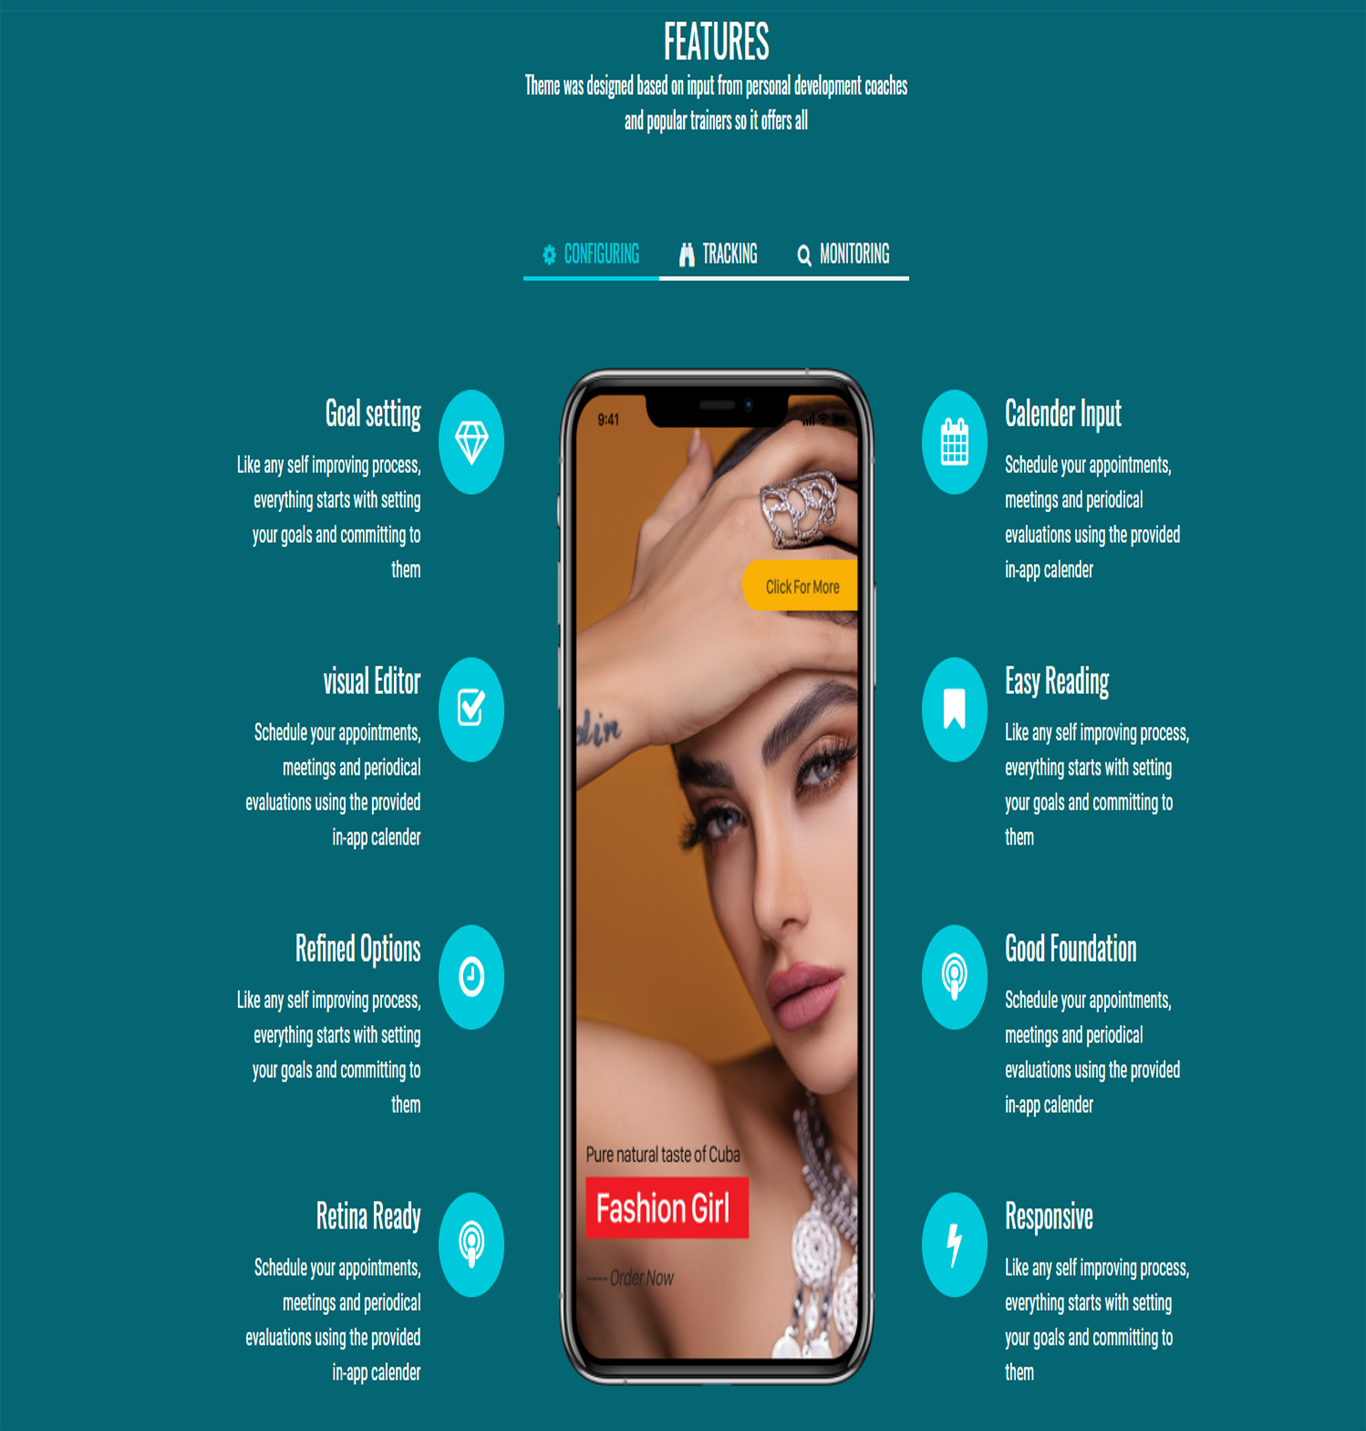 FEATURES
Theme was designed based on input from personal development coaches
and popular trainers so it offers all
CONFIGURING TRACKING MONITORING
Goal setting
Like any self improving process,
everything starts with setting
your goals and committing to
them
visual Editor
Schedule your appointments,
meetings and periodical
evaluations using the provided
in-app calender
Refined Options
Like any self improving process,
everything starts with setting
your goals and committing to
them
Retina Ready
Schedule your appointments,
meetings and periodical
evaluations using the provided
in-app calender
9:41
Click For More
Pure natural taste of Cuba
Fashion Girl
---- Order Now
Calender Input
Schedule your appointments,
meetings and periodical
evaluations using the provided
in-app calender
Easy Reading
Like any self improving process,
everything starts with setting
your goals and committing to
them
Good Foundation
Schedule your appointments,
meetings and periodical
evaluations using the provided
in-app calender
Responsive
Like any self improving process,
everything starts with setting
your goals and committing to
them